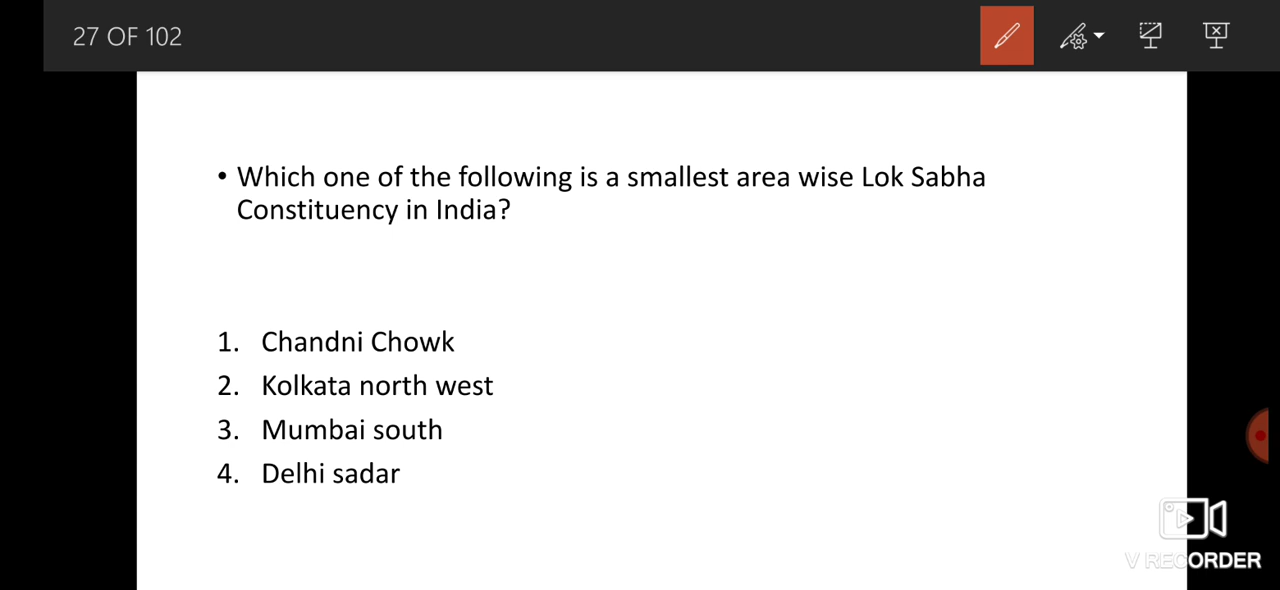 27 OF 102
• Which one of the following is a smallest area wise Lok Sabha
Constituency in India?
1. Chandni Chowk
2. Kolkata north west
3. Mumbai south
4. Delhi sadar
V RECORDER